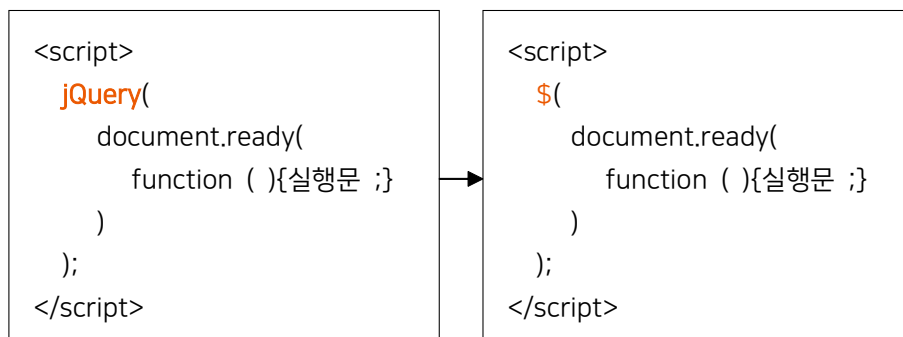 <script>
jQuery(
document.ready(
function ( ){실행문 ;}
)
);
</script>
<script>
$(
document.ready(
function ( ){실행문 ;}
)
);
</script>